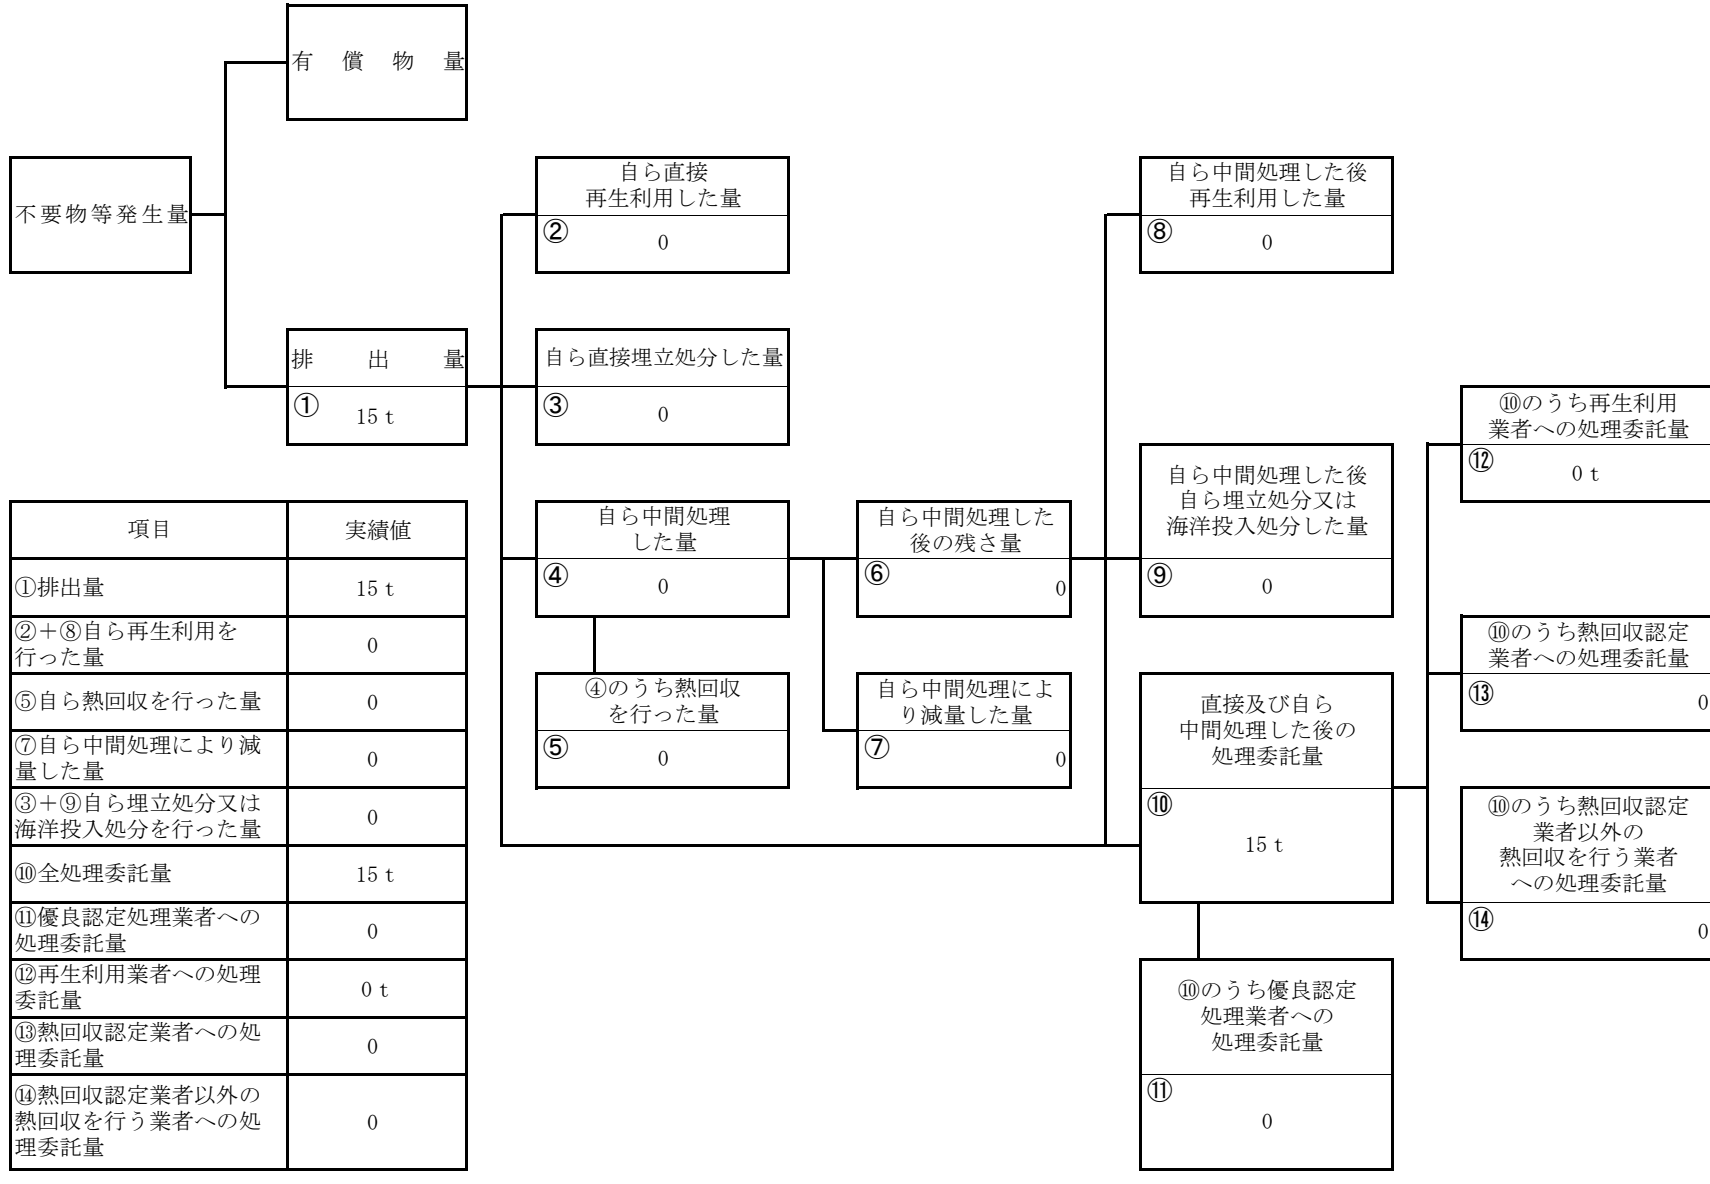 有償物量
不要物等発生量
自ら直接
再生利用した量
②
0
自ら中間処理した後
再生利用した量
⑧
0
排出量
①
15 t
自ら直接埋立処分した量
③
0
⑩のうち再生利用
業者への処理委託量
⑫
0 t
自ら中間処理
した量
④
0
自ら中間処理した
後の残さ量
⑥
0
自ら中間処理した後
自ら埋立処分又は
海洋投入処分した量
⑨
0
④のうち熱回収
を行った量
⑤
0
自ら中間処理によ
り減量した量
⑦
0
直接及び自ら
中間処理した後の
処理委託量
⑩
15 t
⑩のうち熱回収認定
業者への処理委託量
⑬
0
⑩のうち熱回収認定
業者以外の
熱回収を行う業者
への処理委託量
⑭
0
⑩のうち優良認定
処理業者への
処理委託量
⑪
0
項目 実績値
①排出量 15 t
②＋⑧自ら再生利用を
行った量
0
⑤自ら熱回収を行った量 0
⑦自ら中間処理により減
量した量
0
③＋⑨自ら埋立処分又は
海洋投入処分を行った量
0
⑩全処理委託量 15 t
⑪優良認定処理業者への
処理委託量
0
⑫再生利用業者への処理
委託量
0 t
⑬熱回収認定業者への処
理委託量
0
⑭熱回収認定業者以外の
熱回収を行う業者への処
理委託量
0